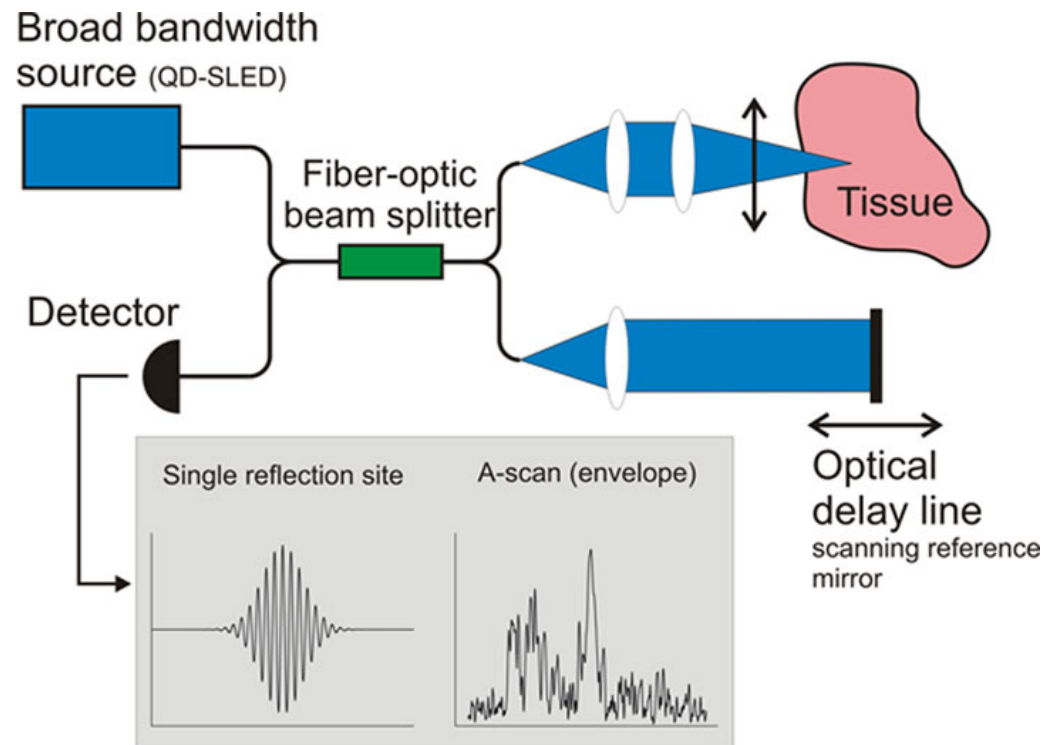 Broad bandwidth
source (QD-SLED)
Fiber-optic
beam splitter
Tissue
Detector
Optical
delay line
scanning reference
mirror
Single reflection site
A-scan (envelope)